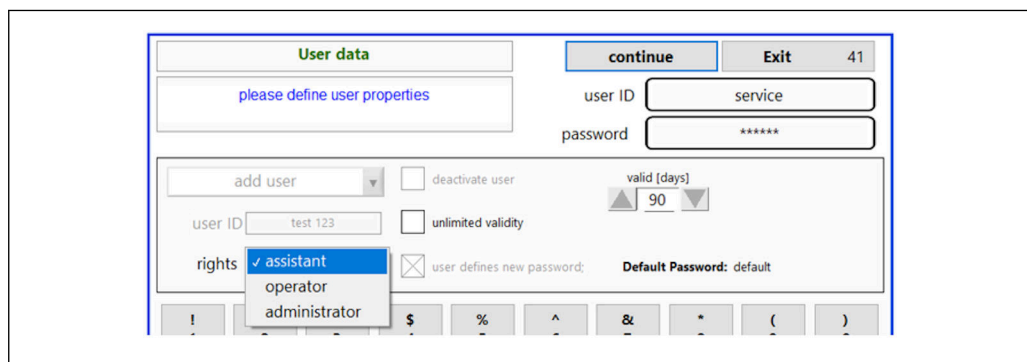 User data
continue
Exit 41
please define user properties
user ID service
password ******
add user
deactivate user
valid [days]
90
user ID test 123
unlimited validity
rights ✓ assistant
operator
administrator
user defines new password;
Default Password: default
! $ % ^ & * ( )